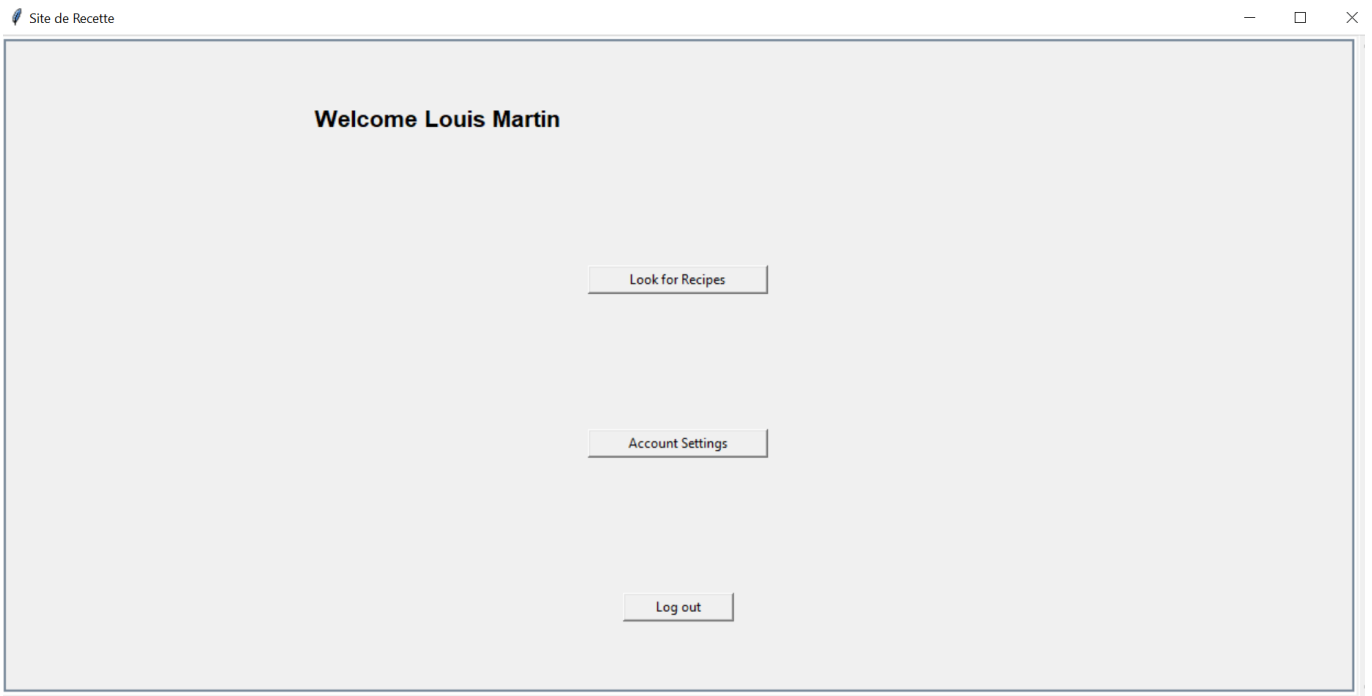 Site de Recette
Welcome Louis Martin
Look for Recipes
Account Settings
Log out